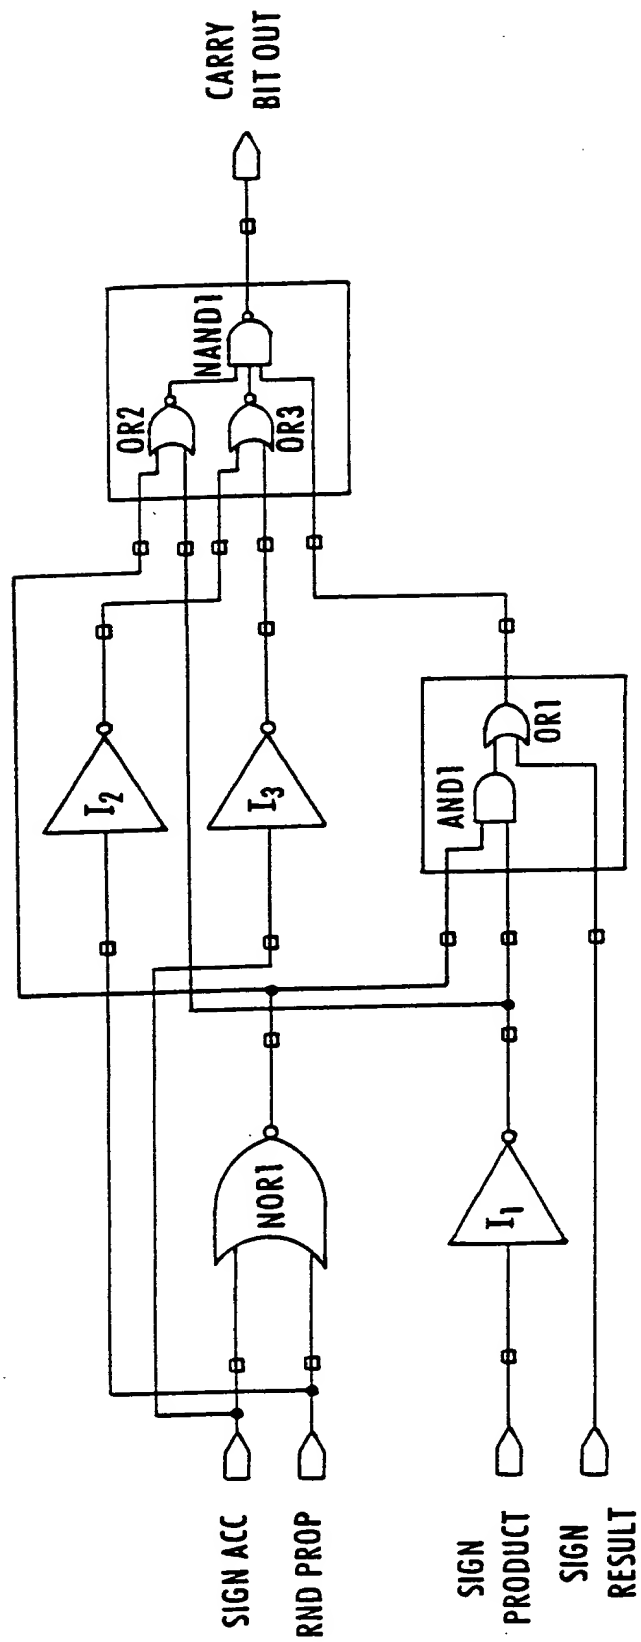 SIGN ACC
RND PROP
SIGN
PRODUCT
SIGN
RESULT
NOR1
I1
I2
I3
AND1
OR1
OR2
OR3
NAND1
CARRY
BIT OUT